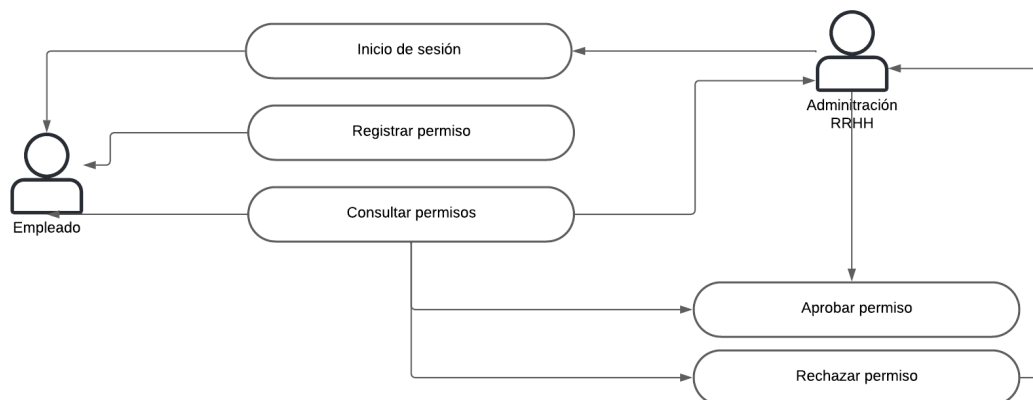 Inicio de sesión
Adminitración
RRHH
Registrar permiso
Consultar permisos
Empleado
Aprobar permiso
Rechazar permiso